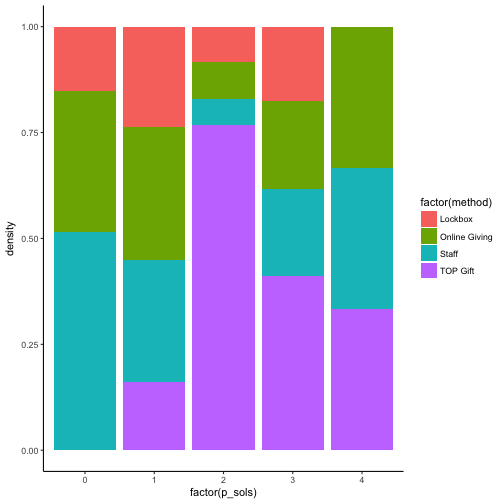 1.00
0.75
0.50
0.25
0.00
density
0
1
2
3
4
factor(p_sols)
factor(method)
Lockbox
Online Giving
Staff
TOP Gift